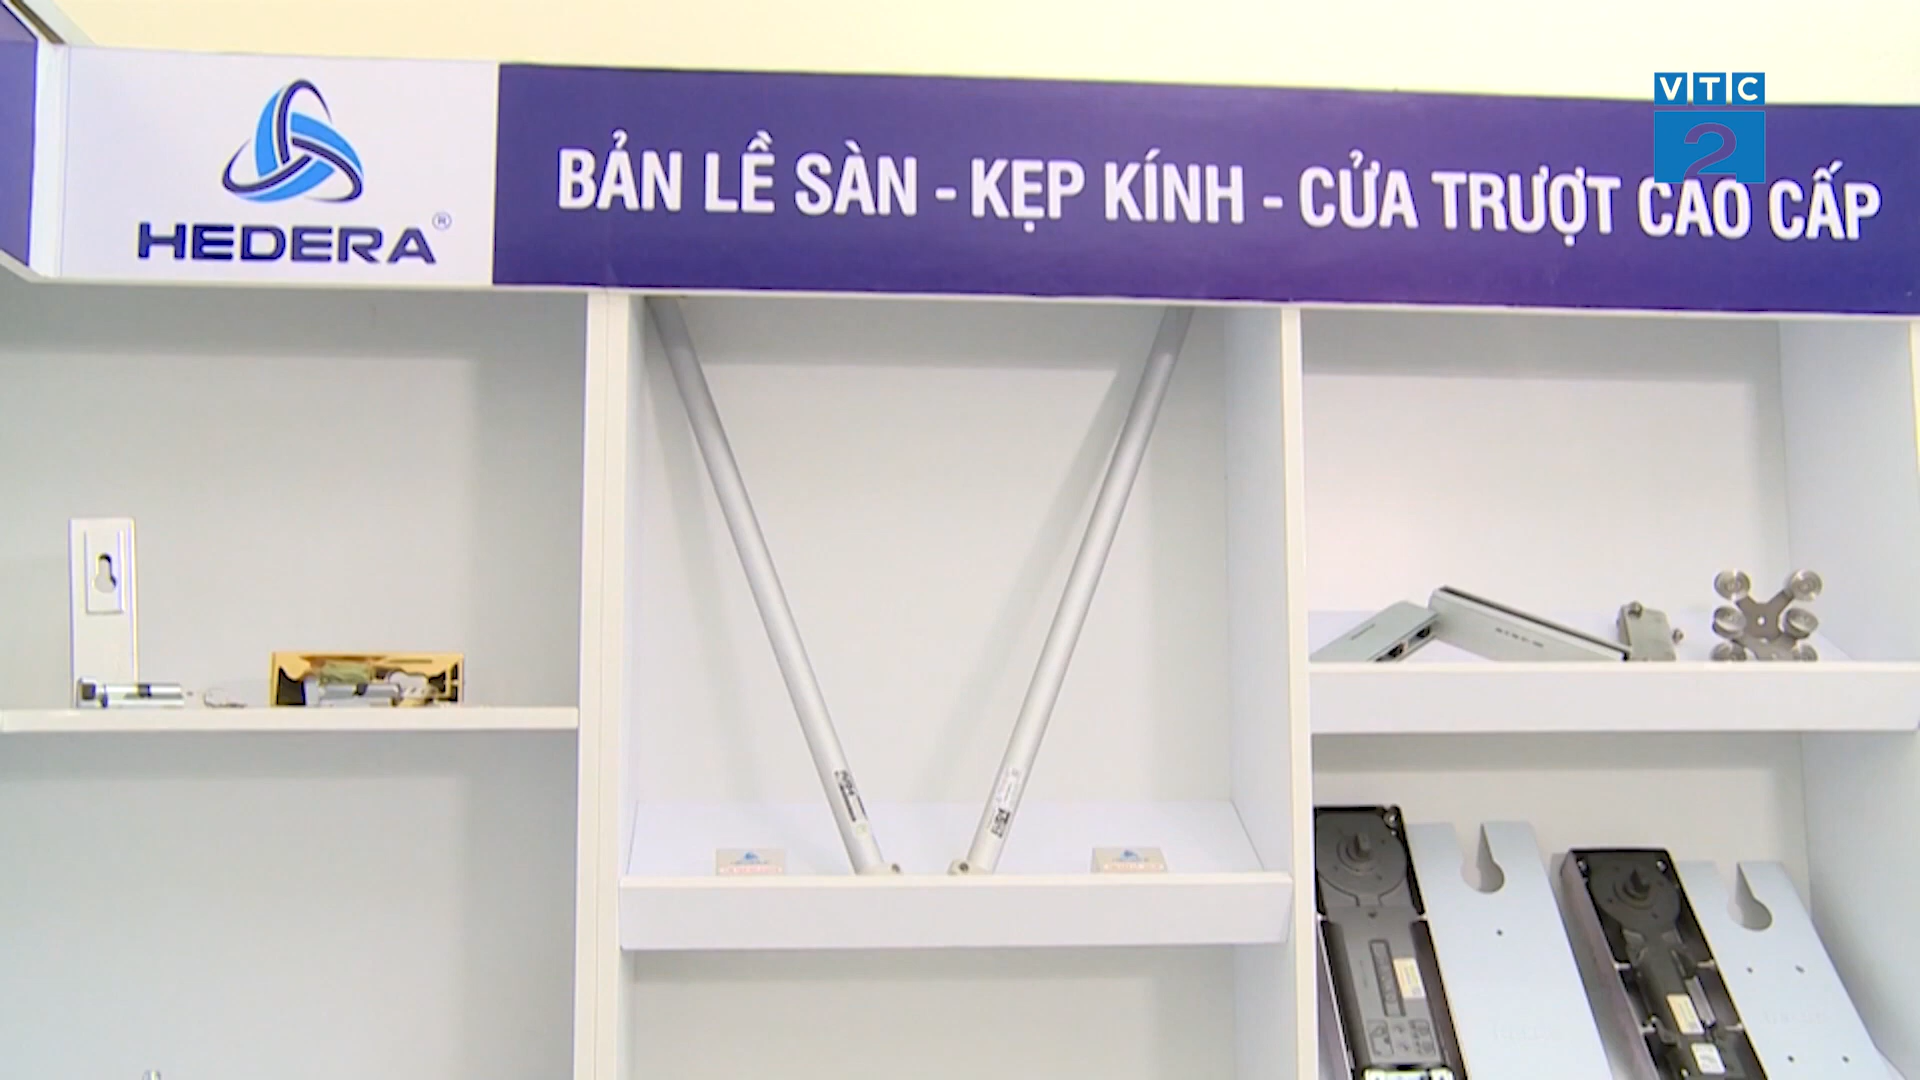 VTC
2
HEDERA®
BẢN LỀ SÀN - KẸP KÍNH - CỬA TRƯỢT CAO CẤP